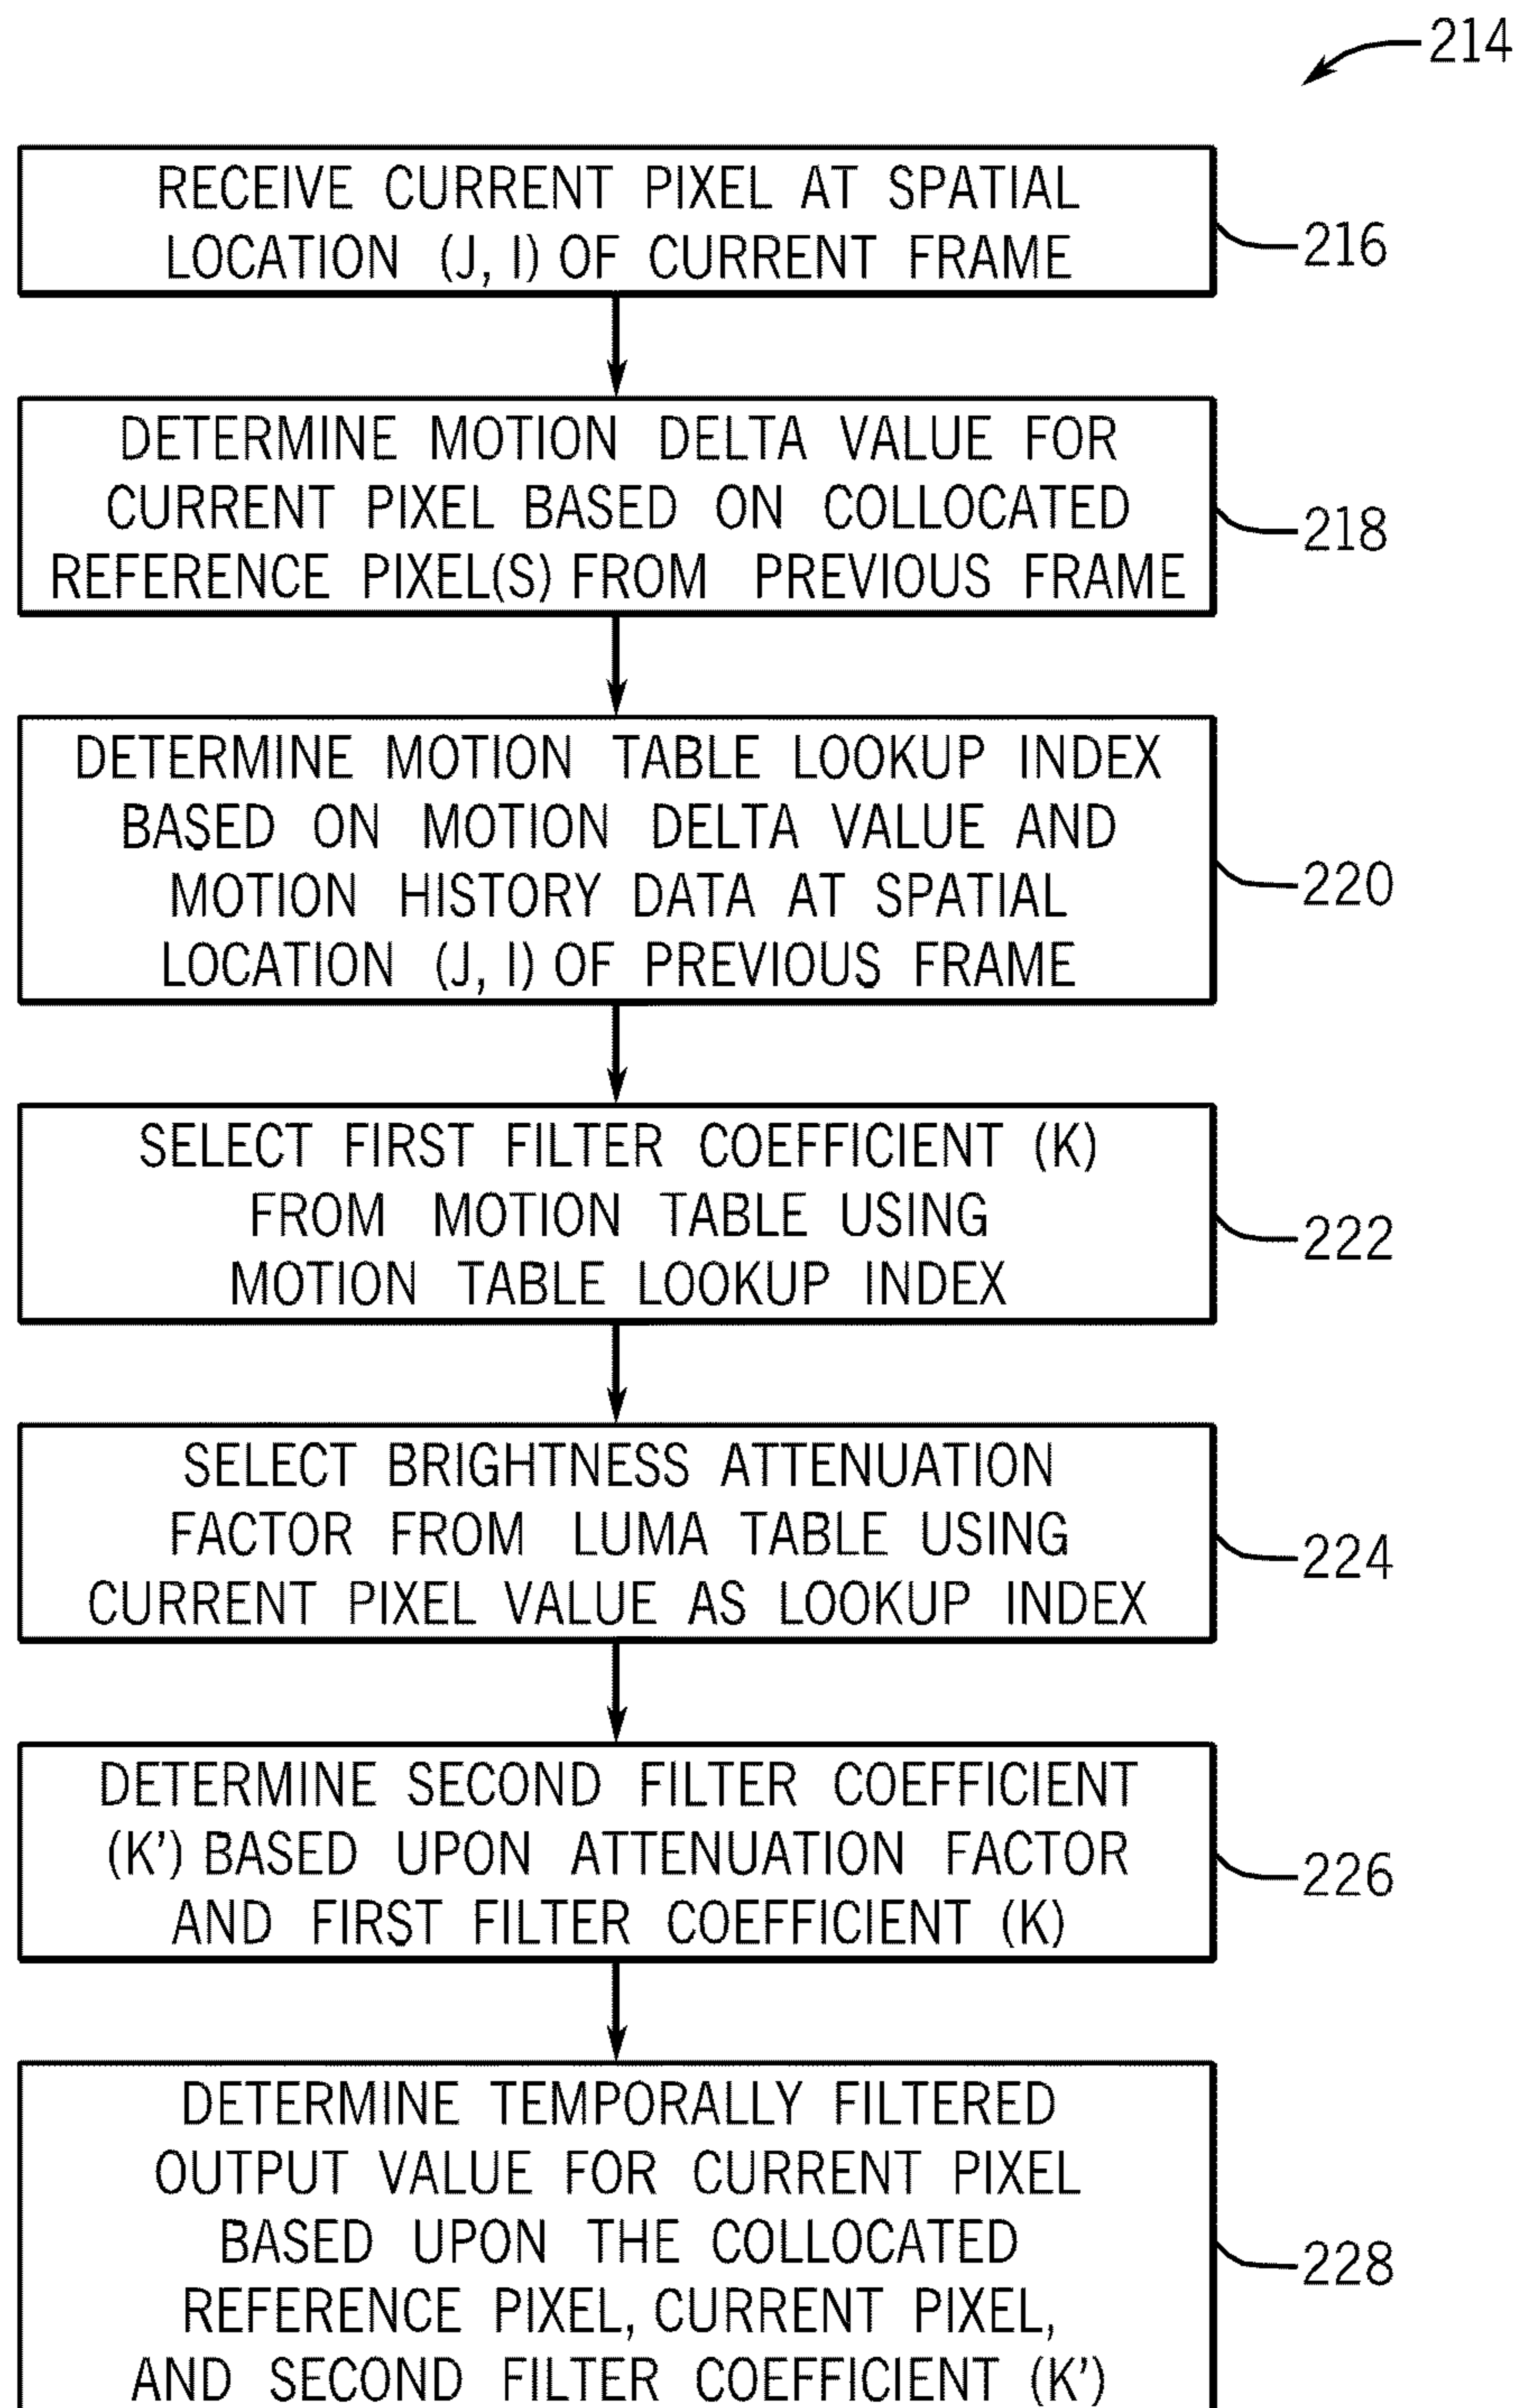 214
RECEIVE CURRENT PIXEL AT SPATIAL
LOCATION (J, I) OF CURRENT FRAME
216
DETERMINE MOTION DELTA VALUE FOR
CURRENT PIXEL BASED ON COLLOCATED
REFERENCE PIXEL(S) FROM PREVIOUS FRAME
218
DETERMINE MOTION TABLE LOOKUP INDEX
BASED ON MOTION DELTA VALUE AND
MOTION HISTORY DATA AT SPATIAL
LOCATION (J, I) OF PREVIOUS FRAME
220
SELECT FIRST FILTER COEFFICIENT (K)
FROM MOTION TABLE USING
MOTION TABLE LOOKUP INDEX
222
SELECT BRIGHTNESS ATTENUATION
FACTOR FROM LUMA TABLE USING
CURRENT PIXEL VALUE AS LOOKUP INDEX
224
DETERMINE SECOND FILTER COEFFICIENT
(K') BASED UPON ATTENUATION FACTOR
AND FIRST FILTER COEFFICIENT (K)
226
DETERMINE TEMPORALLY FILTERED
OUTPUT VALUE FOR CURRENT PIXEL
BASED UPON THE COLLOCATED
REFERENCE PIXEL, CURRENT PIXEL,
AND SECOND FILTER COEFFICIENT (K')
228